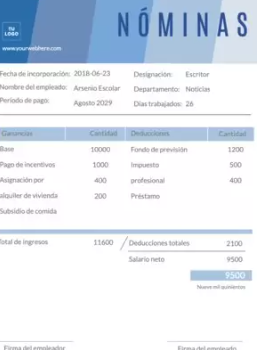 TU
LOGO
NÓMINAS
www.yourwebhere.com
Fecha de incorporación: 2018-06-23 Designación: Escritor
Nombre del empleado: Arsenio Escolar Departamento: Noticias
Período de pago: Agosto 2029 Días trabajados: 26
Ganancias Cantidad Deducciones Cantidad
Base 10000 Fondo de previsión 1200
Pago de incentivos 1000 Impuesto 500
Asignación por 400 profesional 400
alquiler de vivienda 200 Préstamo
Subsidio de comida
Total de ingresos 11600 Deducciones totales 2100
Salario neto 9500
9500
Nueve mil quinientos
Firma del empleador Firma del empleado